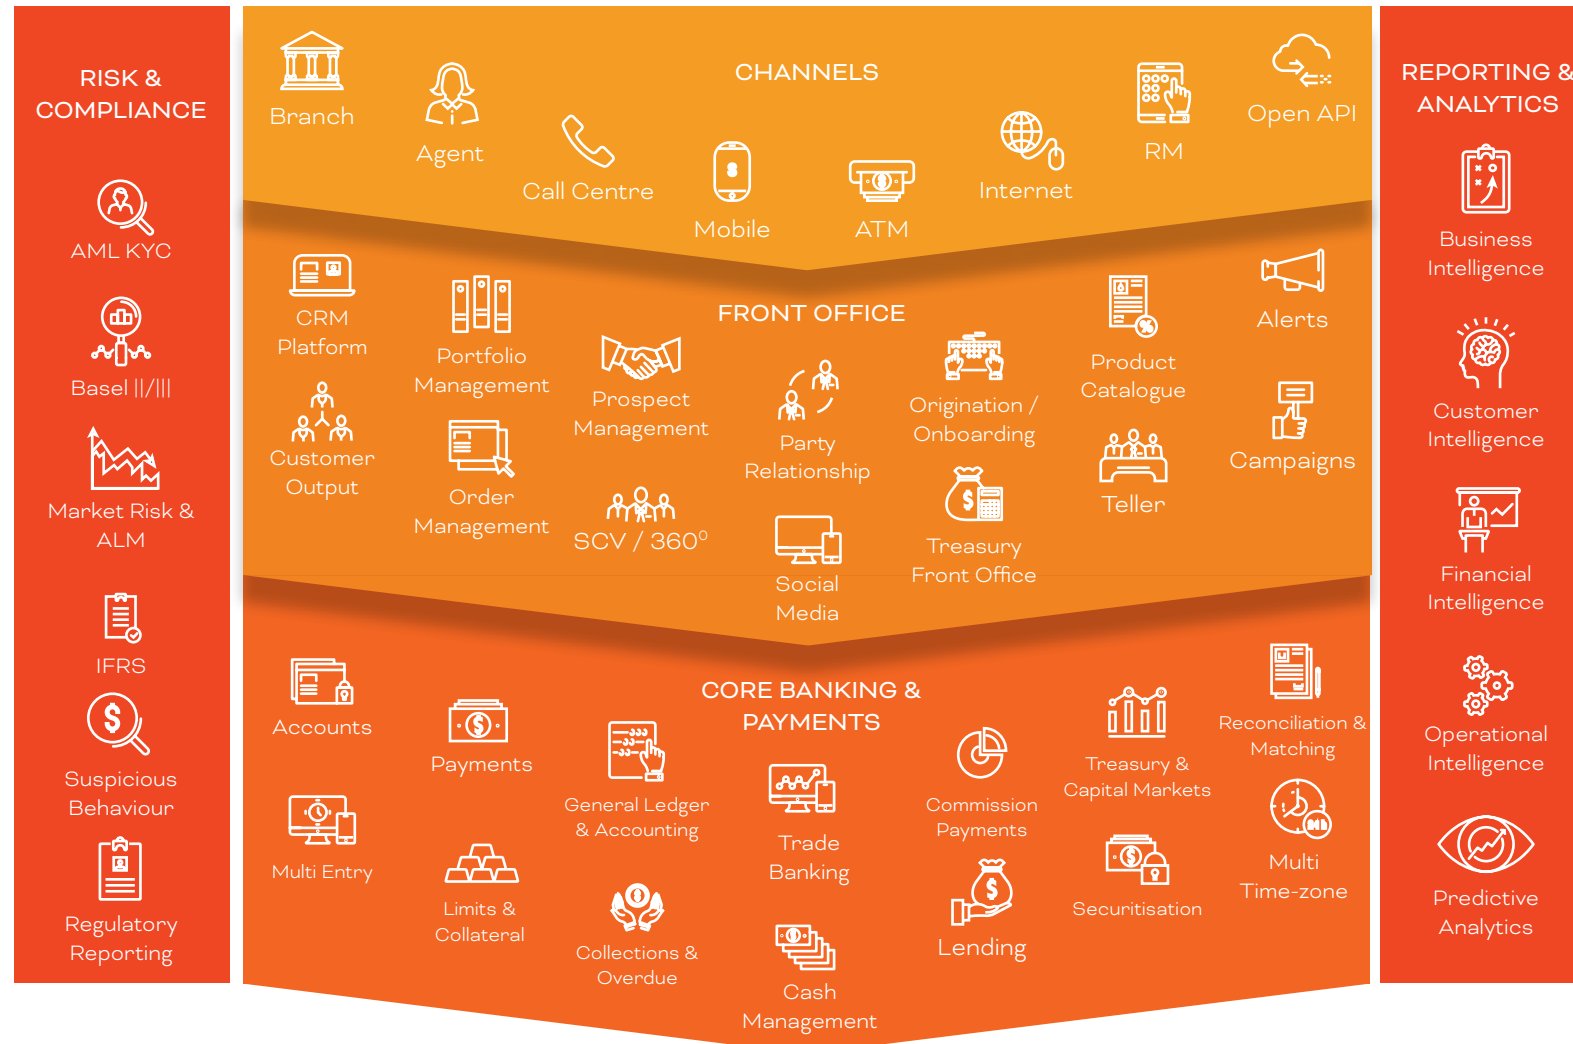 RISK &
COMPLIANCE
AML KYC
Basel ||/|||
Market Risk &
ALM
IFRS
Suspicious
Behaviour
Regulatory
Reporting
CHANNELS
Branch
Agent
Call Centre
Mobile
ATM
Internet
RM
Open API
FRONT OFFICE
CRM
Platform
Portfolio
Management
Prospect
Management
Party
Relationship
Origination /
Onboarding
Product
Catalogue
Alerts
Customer
Output
Order
Management
SCV / 360⁰
Social
Media
Treasury
Front Office
Teller
Campaigns
CORE BANKING &
PAYMENTS
Accounts
Payments
General Ledger
& Accounting
Trade
Banking
Commission
Payments
Treasury &
Capital Markets
Reconciliation &
Matching
Multi Entry
Limits &
Collateral
Collections &
Overdue
Cash
Management
Lending
Securitisation
24h
Multi
Time-zone
REPORTING &
ANALYTICS
Business
Intelligence
Customer
Intelligence
Financial
Intelligence
Operational
Intelligence
Predictive
Analytics